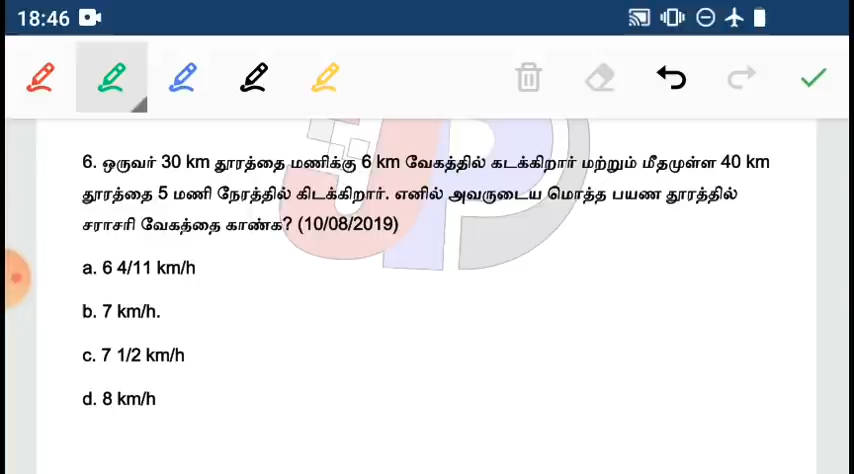 18:46
6. ஒருவர் 30 km தூரத்தை மணிக்கு 6 km வேகத்தில் கடக்கிறார் மற்றும் மீதமுள்ள 40 km
தூரத்தை 5 மணி நேரத்தில் கிடக்கிறார். எனில் அவருடைய மொத்த பயண தூரத்தில்
சராசரி வேகத்தை காண்க? (10/08/2019)
a. 6 4/11 km/h
b. 7 km/h.
c. 7 1/2 km/h
d. 8 km/h